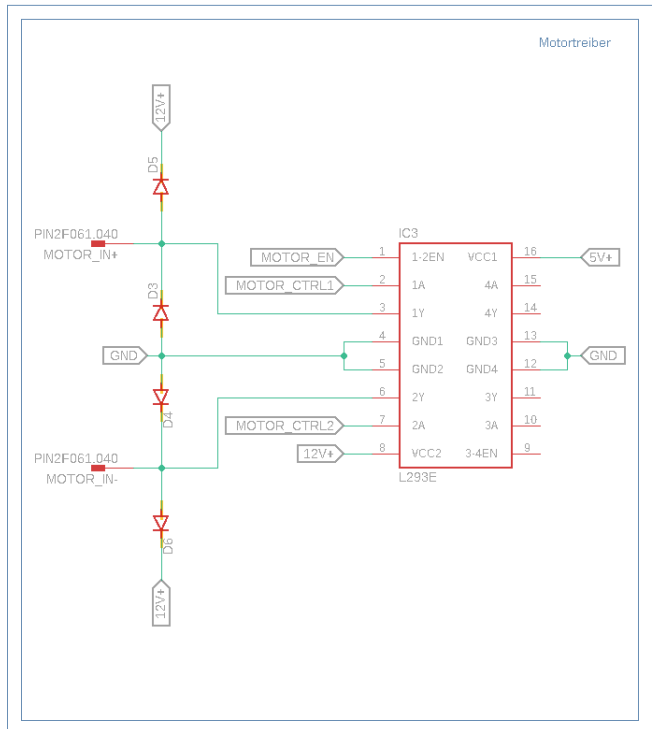 Motortreiber
12V+
D5
PIN2F061.040
MOTOR_IN+
D3
GND
D4
PIN2F061.040
MOTOR_IN-
D6
12V+
IC3
MOTOR_EN 1 1-2EN VCC1 16 5V+
MOTOR_CTRL1 2 1A 4A 15
3 1Y 4Y 14
4 GND1 GND3 13
GND
5 GND2 GND4 12
6 2Y 3Y 11
MOTOR_CTRL2 7 2A 3A 10
12V+ 8 VCC2 3-4EN 9
L293E